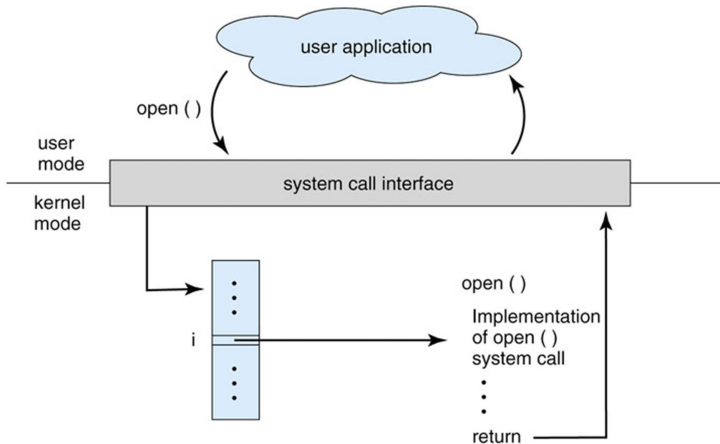 user application
open ( )
user
mode
system call interface
kernel
mode
open ( )
i
Implementation
of open ( )
system call
return